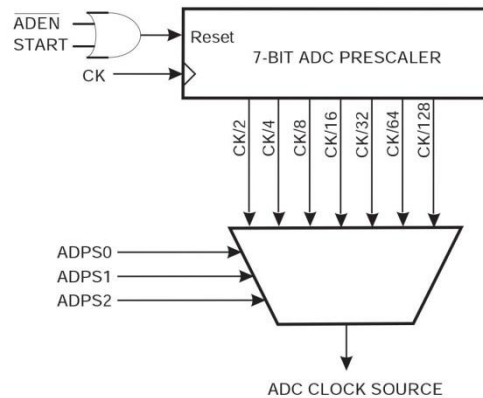 ADEN
START
Reset
7-BIT ADC PRESCALER
CK
CK/2
CK/4
CK/8
CK/16
CK/32
CK/64
CK/128
ADPS0
ADPS1
ADPS2
ADC CLOCK SOURCE